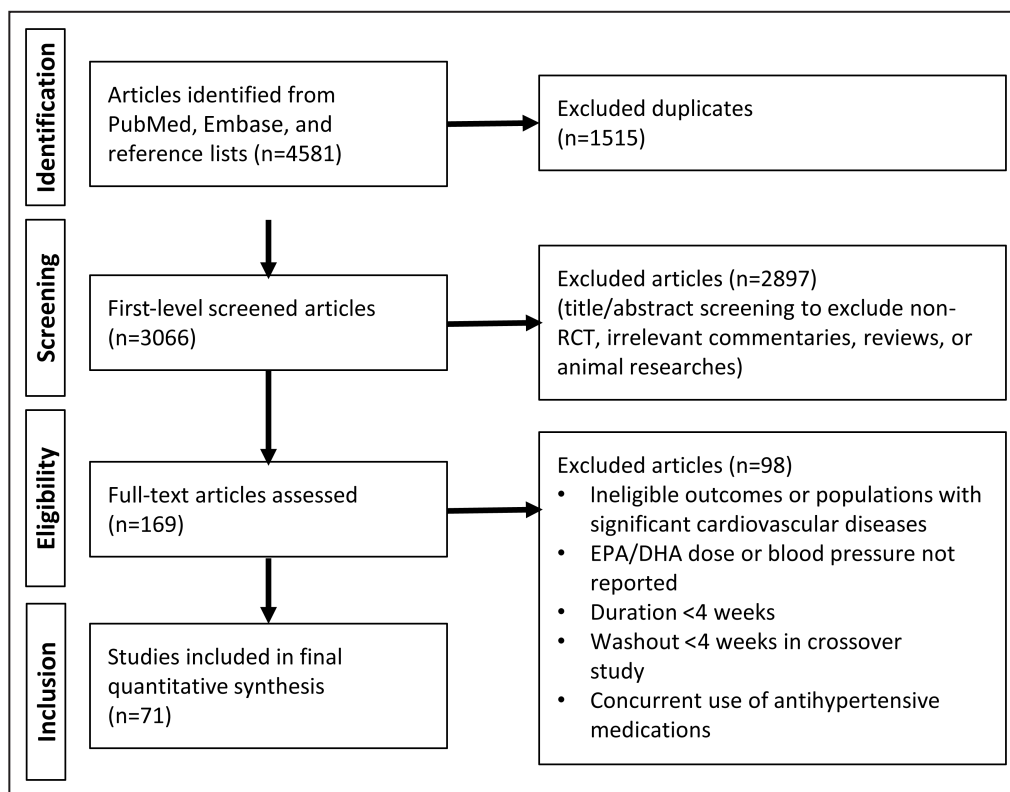 Identification
Articles identified from
PubMed, Embase, and
reference lists (n=4581)
Excluded duplicates
(n=1515)
Screening
First-level screened articles
(n=3066)
Excluded articles (n=2897)
(title/abstract screening to exclude non-
RCT, irrelevant commentaries, reviews, or
animal researches)
Eligibility
Full-text articles assessed
(n=169)
Excluded articles (n=98)
• Ineligible outcomes or populations with
significant cardiovascular diseases
• EPA/DHA dose or blood pressure not
reported
• Duration <4 weeks
• Washout <4 weeks in crossover
study
• Concurrent use of antihypertensive
medications
Inclusion
Studies included in final
quantitative synthesis
(n=71)